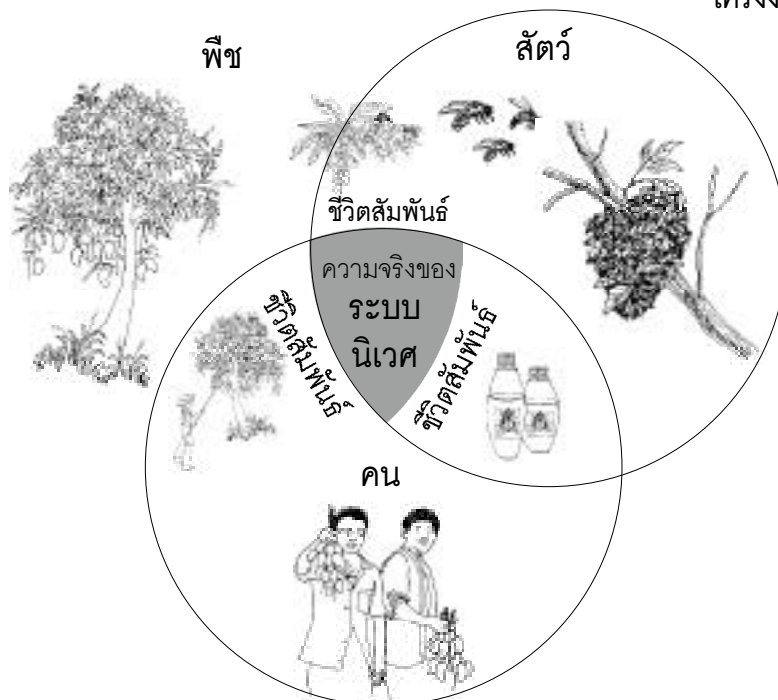 พืช
สัตว์
ชีวิตสัมพันธ์
ความจริงของ
ระบบ
นิเวศ
ชีวิตสัมพันธ์
ชีวิตสัมพันธ์
คน